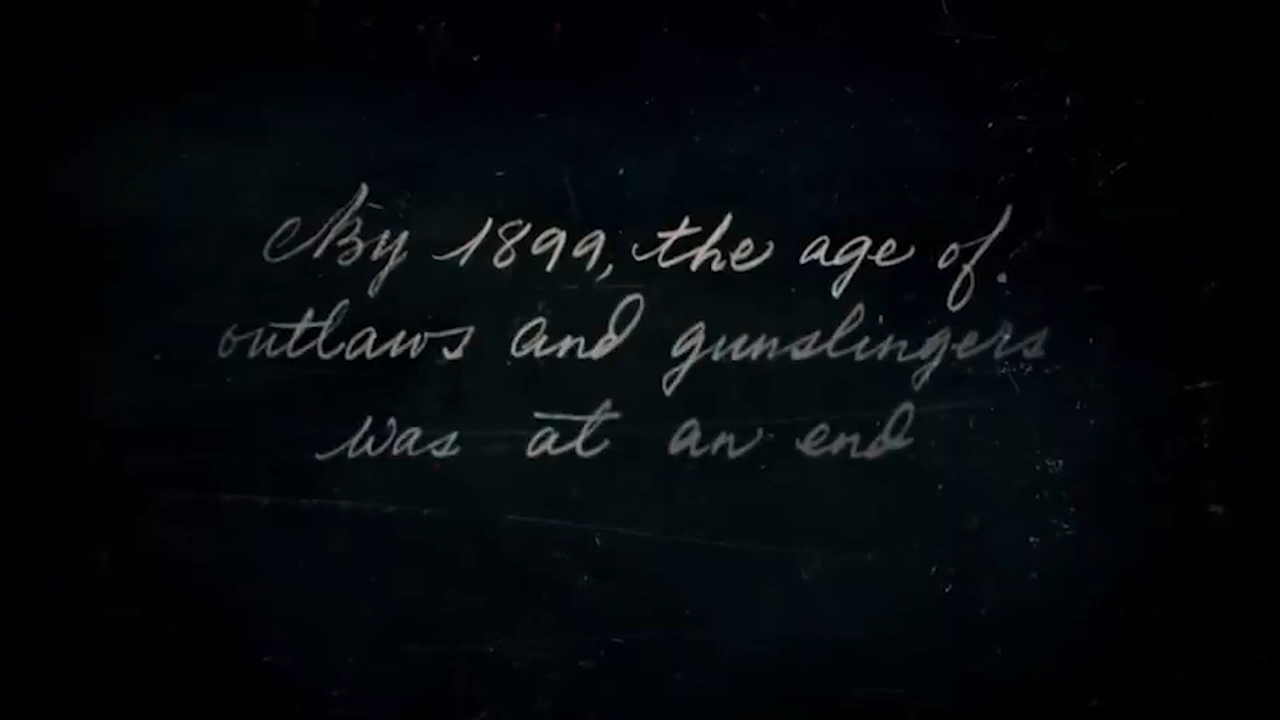 By 1899, the age of
outlaws and gunslingers
was at an end